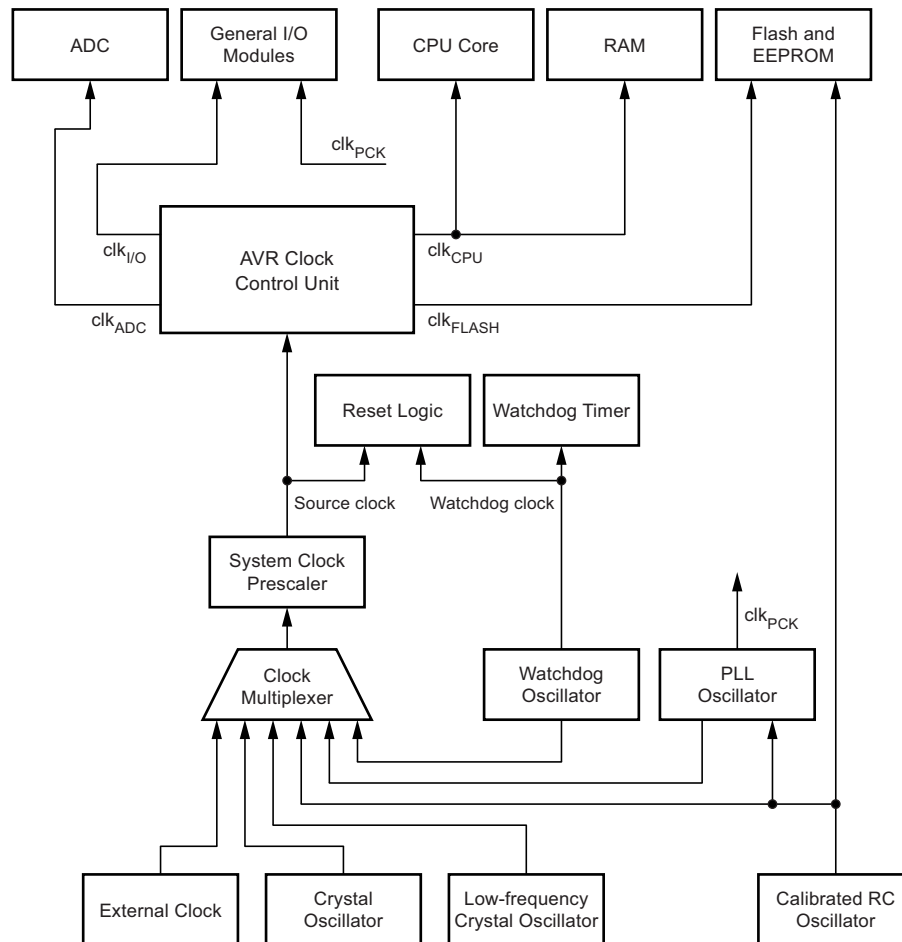 ADC
General I/O
Modules
CPU Core
RAM
Flash and
EEPROM
clkPCK
clkI/O
AVR Clock
Control Unit
clkCPU
clkADC
clkFLASH
Reset Logic
Watchdog Timer
Source clock
Watchdog clock
System Clock
Prescaler
clkPCK
Clock
Multiplexer
Watchdog
Oscillator
PLL
Oscillator
External Clock
Crystal
Oscillator
Low-frequency
Crystal Oscillator
Calibrated RC
Oscillator